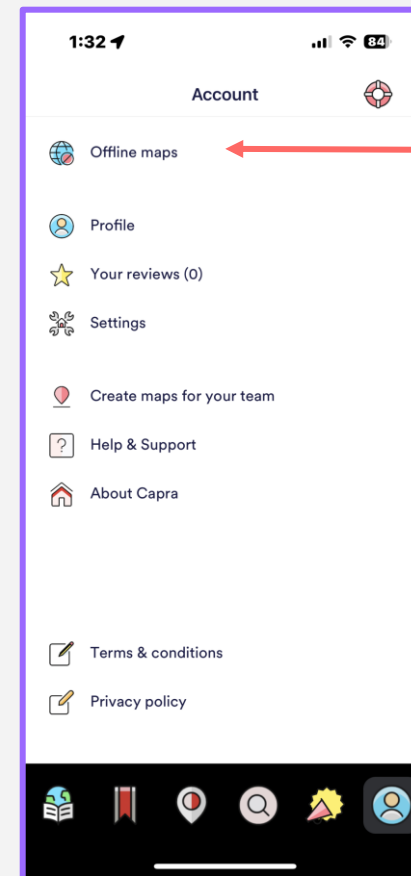 1:32
84
Account
Offline maps
Profile
Your reviews (0)
Settings
Create maps for your team
? Help & Support
About Capra
Terms & conditions
Privacy policy